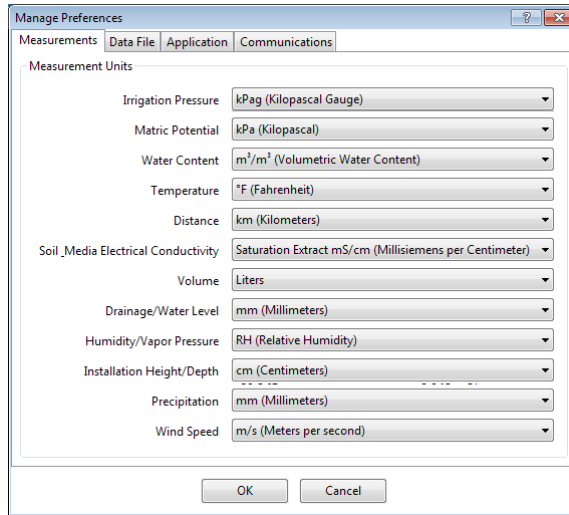 Manage Preferences
Measurements Data File Application Communications
Measurement Units
Irrigation Pressure kPag (Kilopascal Gauge)
Matric Potential kPa (Kilopascal)
Water Content m³/m³ (Volumetric Water Content)
Temperature °F (Fahrenheit)
Distance km (Kilometers)
Soil_Media Electrical Conductivity Saturation Extract mS/cm (Millisiemens per Centimeter)
Volume Liters
Drainage/Water Level mm (Millimeters)
Humidity/Vapor Pressure RH (Relative Humidity)
Installation Height/Depth cm (Centimeters)
Precipitation mm (Millimeters)
Wind Speed m/s (Meters per second)
OK Cancel